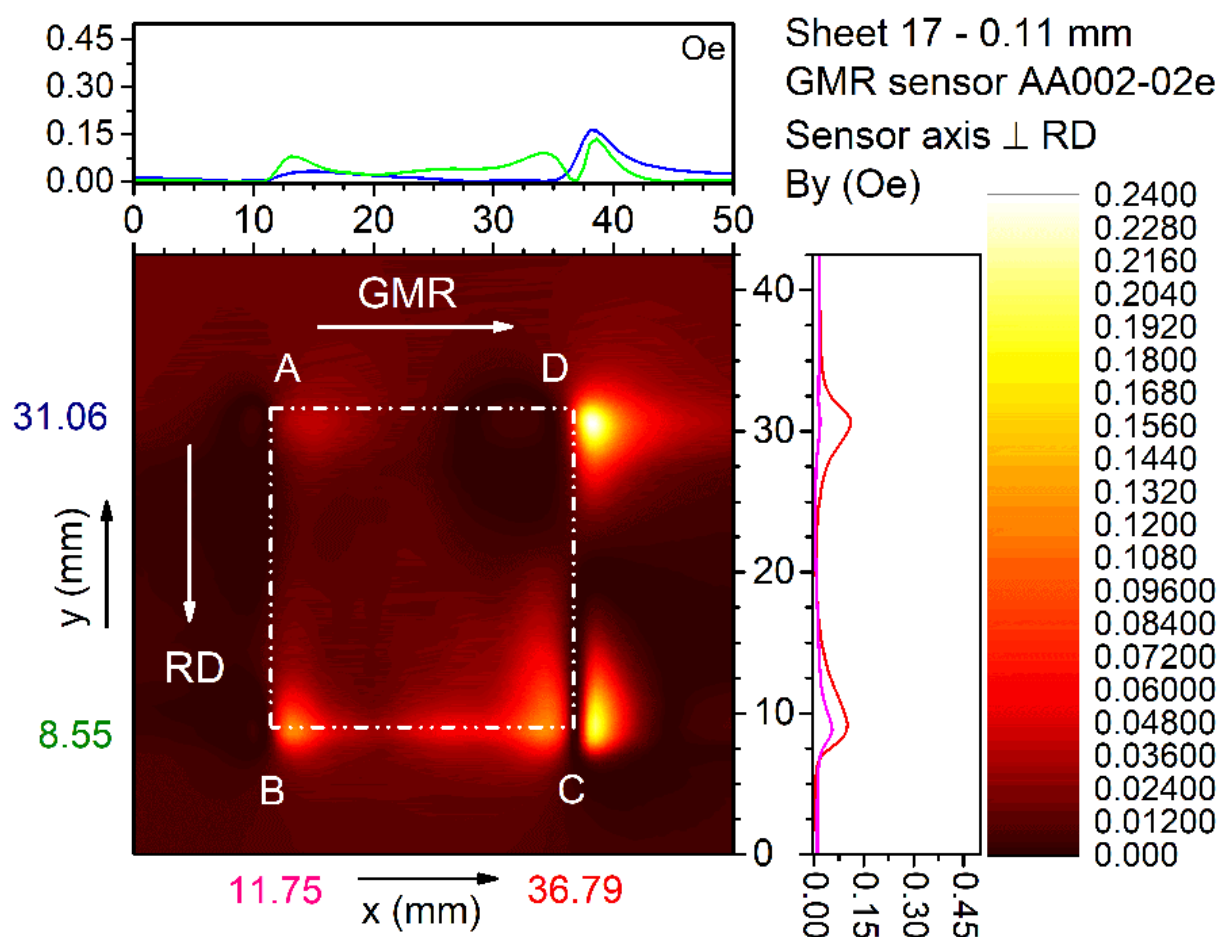 Sheet 17 - 0.11 mm
GMR sensor AA002-02e
Sensor axis ⊥ RD
By (Oe)
0.45
0.30
0.15
0.00
Oe
0 10 20 30 40 50
GMR
A D
31.06
y (mm)
RD
8.55
B C
11.75 x (mm) 36.79
40
30
20
10
0
0.00 0.15 0.30 0.45
0.2400
0.2280
0.2160
0.2040
0.1920
0.1800
0.1680
0.1560
0.1440
0.1320
0.1200
0.1080
0.09600
0.08400
0.07200
0.06000
0.04800
0.03600
0.02400
0.01200
0.000